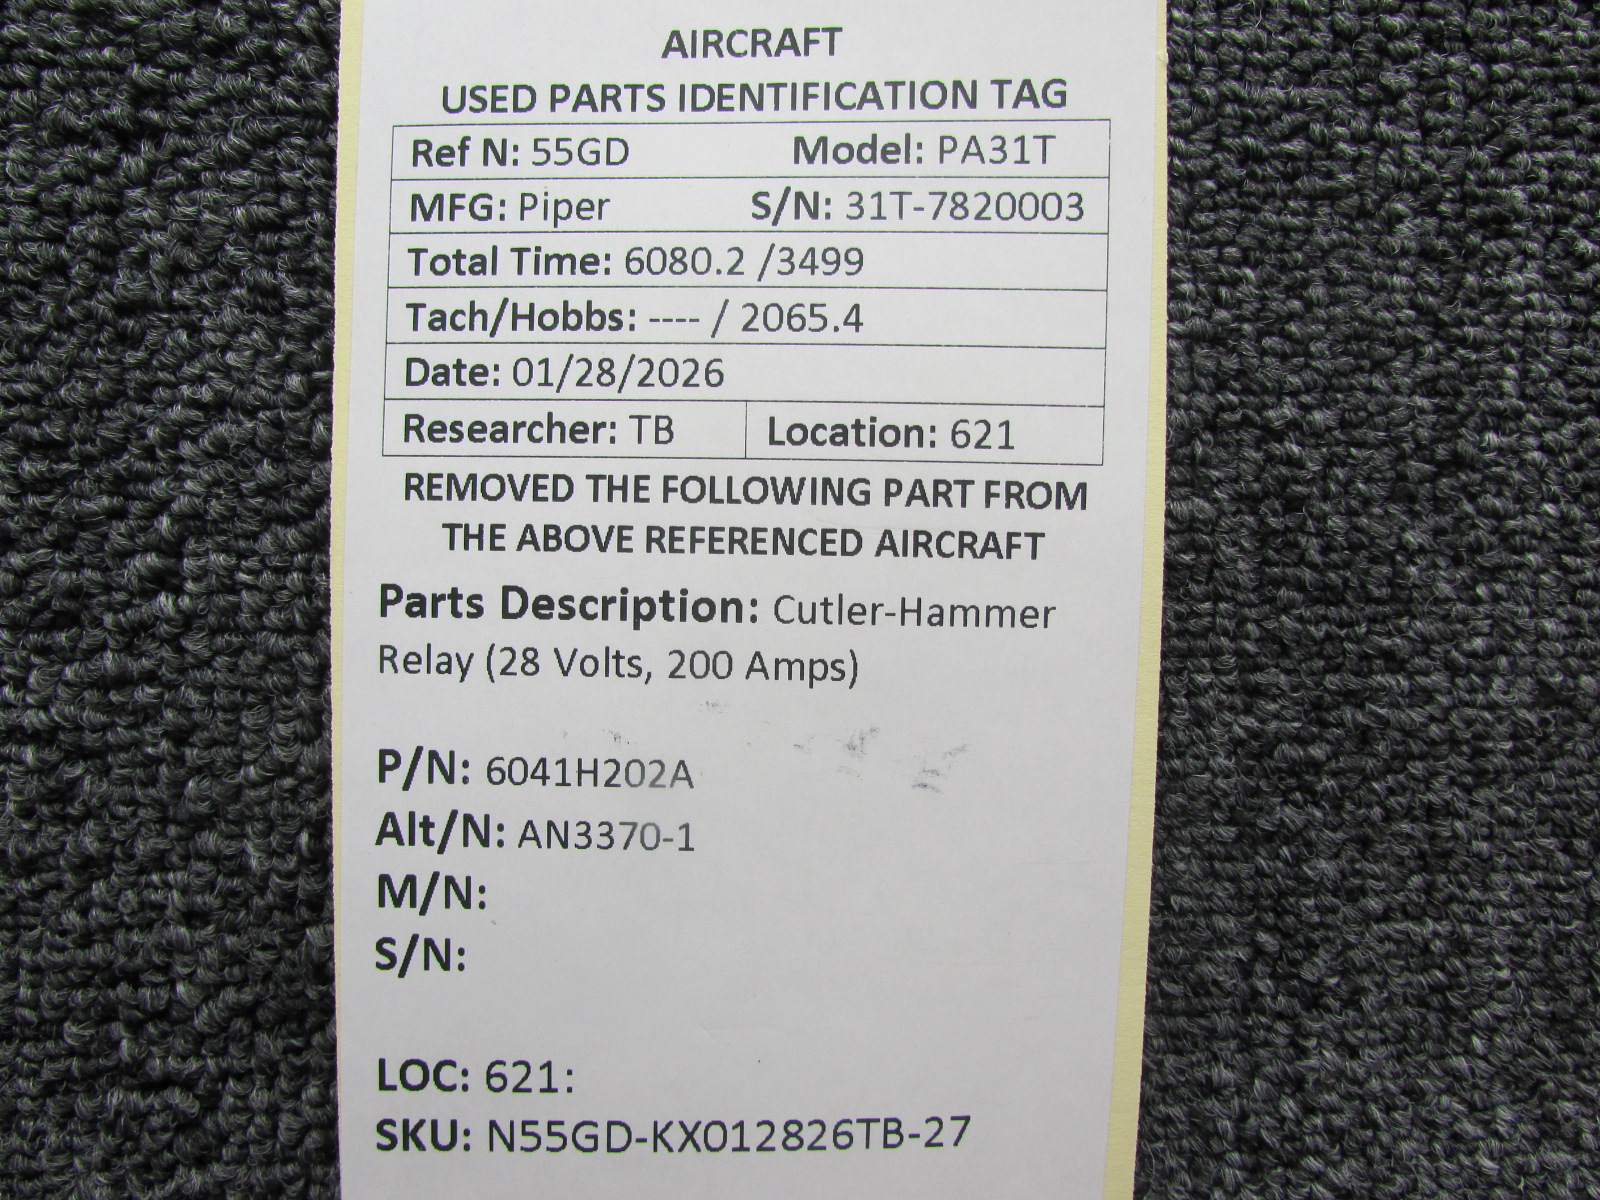 AIRCRAFT
USED PARTS IDENTIFICATION TAG
Ref N: 55GD Model: PA31T
MFG: Piper S/N: 31T-7820003
Total Time: 6080.2 /3499
Tach/Hobbs: ---- / 2065.4
Date: 01/28/2026
Researcher: TB Location: 621
REMOVED THE FOLLOWING PART FROM
THE ABOVE REFERENCED AIRCRAFT
Parts Description: Cutler-Hammer
Relay (28 Volts, 200 Amps)
P/N: 6041H202A
Alt/N: AN3370-1
M/N:
S/N:
LOC: 621:
SKU: N55GD-KX012826TB-27